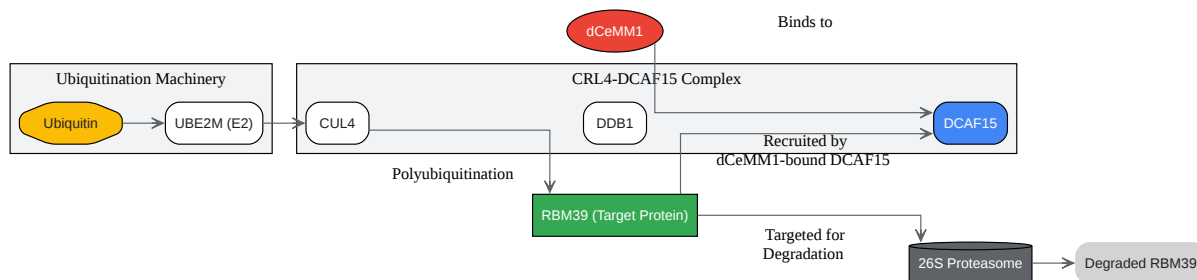 Binds to
dCeMM1
Ubiquitination Machinery
CRL4-DCAF15 Complex
Ubiquitin
UBE2M (E2)
CUL4
DDB1
DCAF15
Recruited by
dCeMM1-bound DCAF15
Polyubiquitination
RBM39 (Target Protein)
Targeted for
Degradation
26S Proteasome
Degraded RBM39